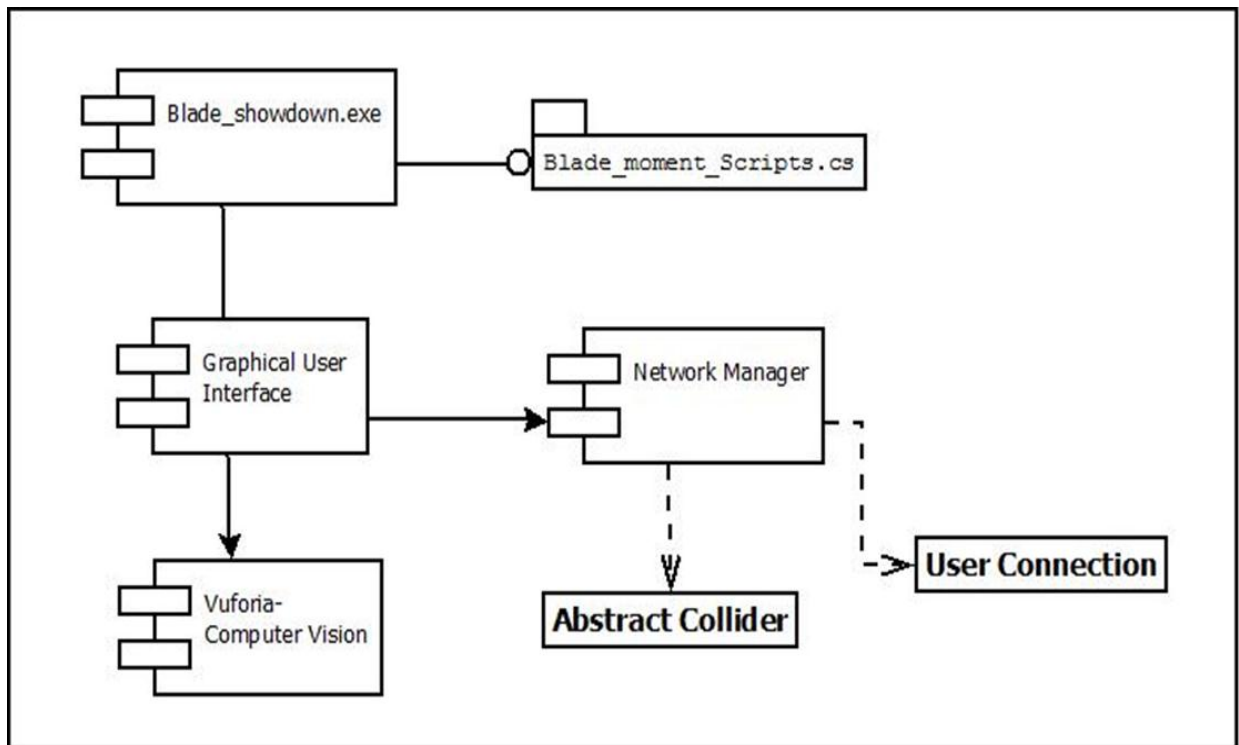 Blade_showdown.exe
Blade_moment_Scripts.cs
Graphical User
Interface
Network Manager
User Connection
Vuforia-
Computer Vision
Abstract Collider